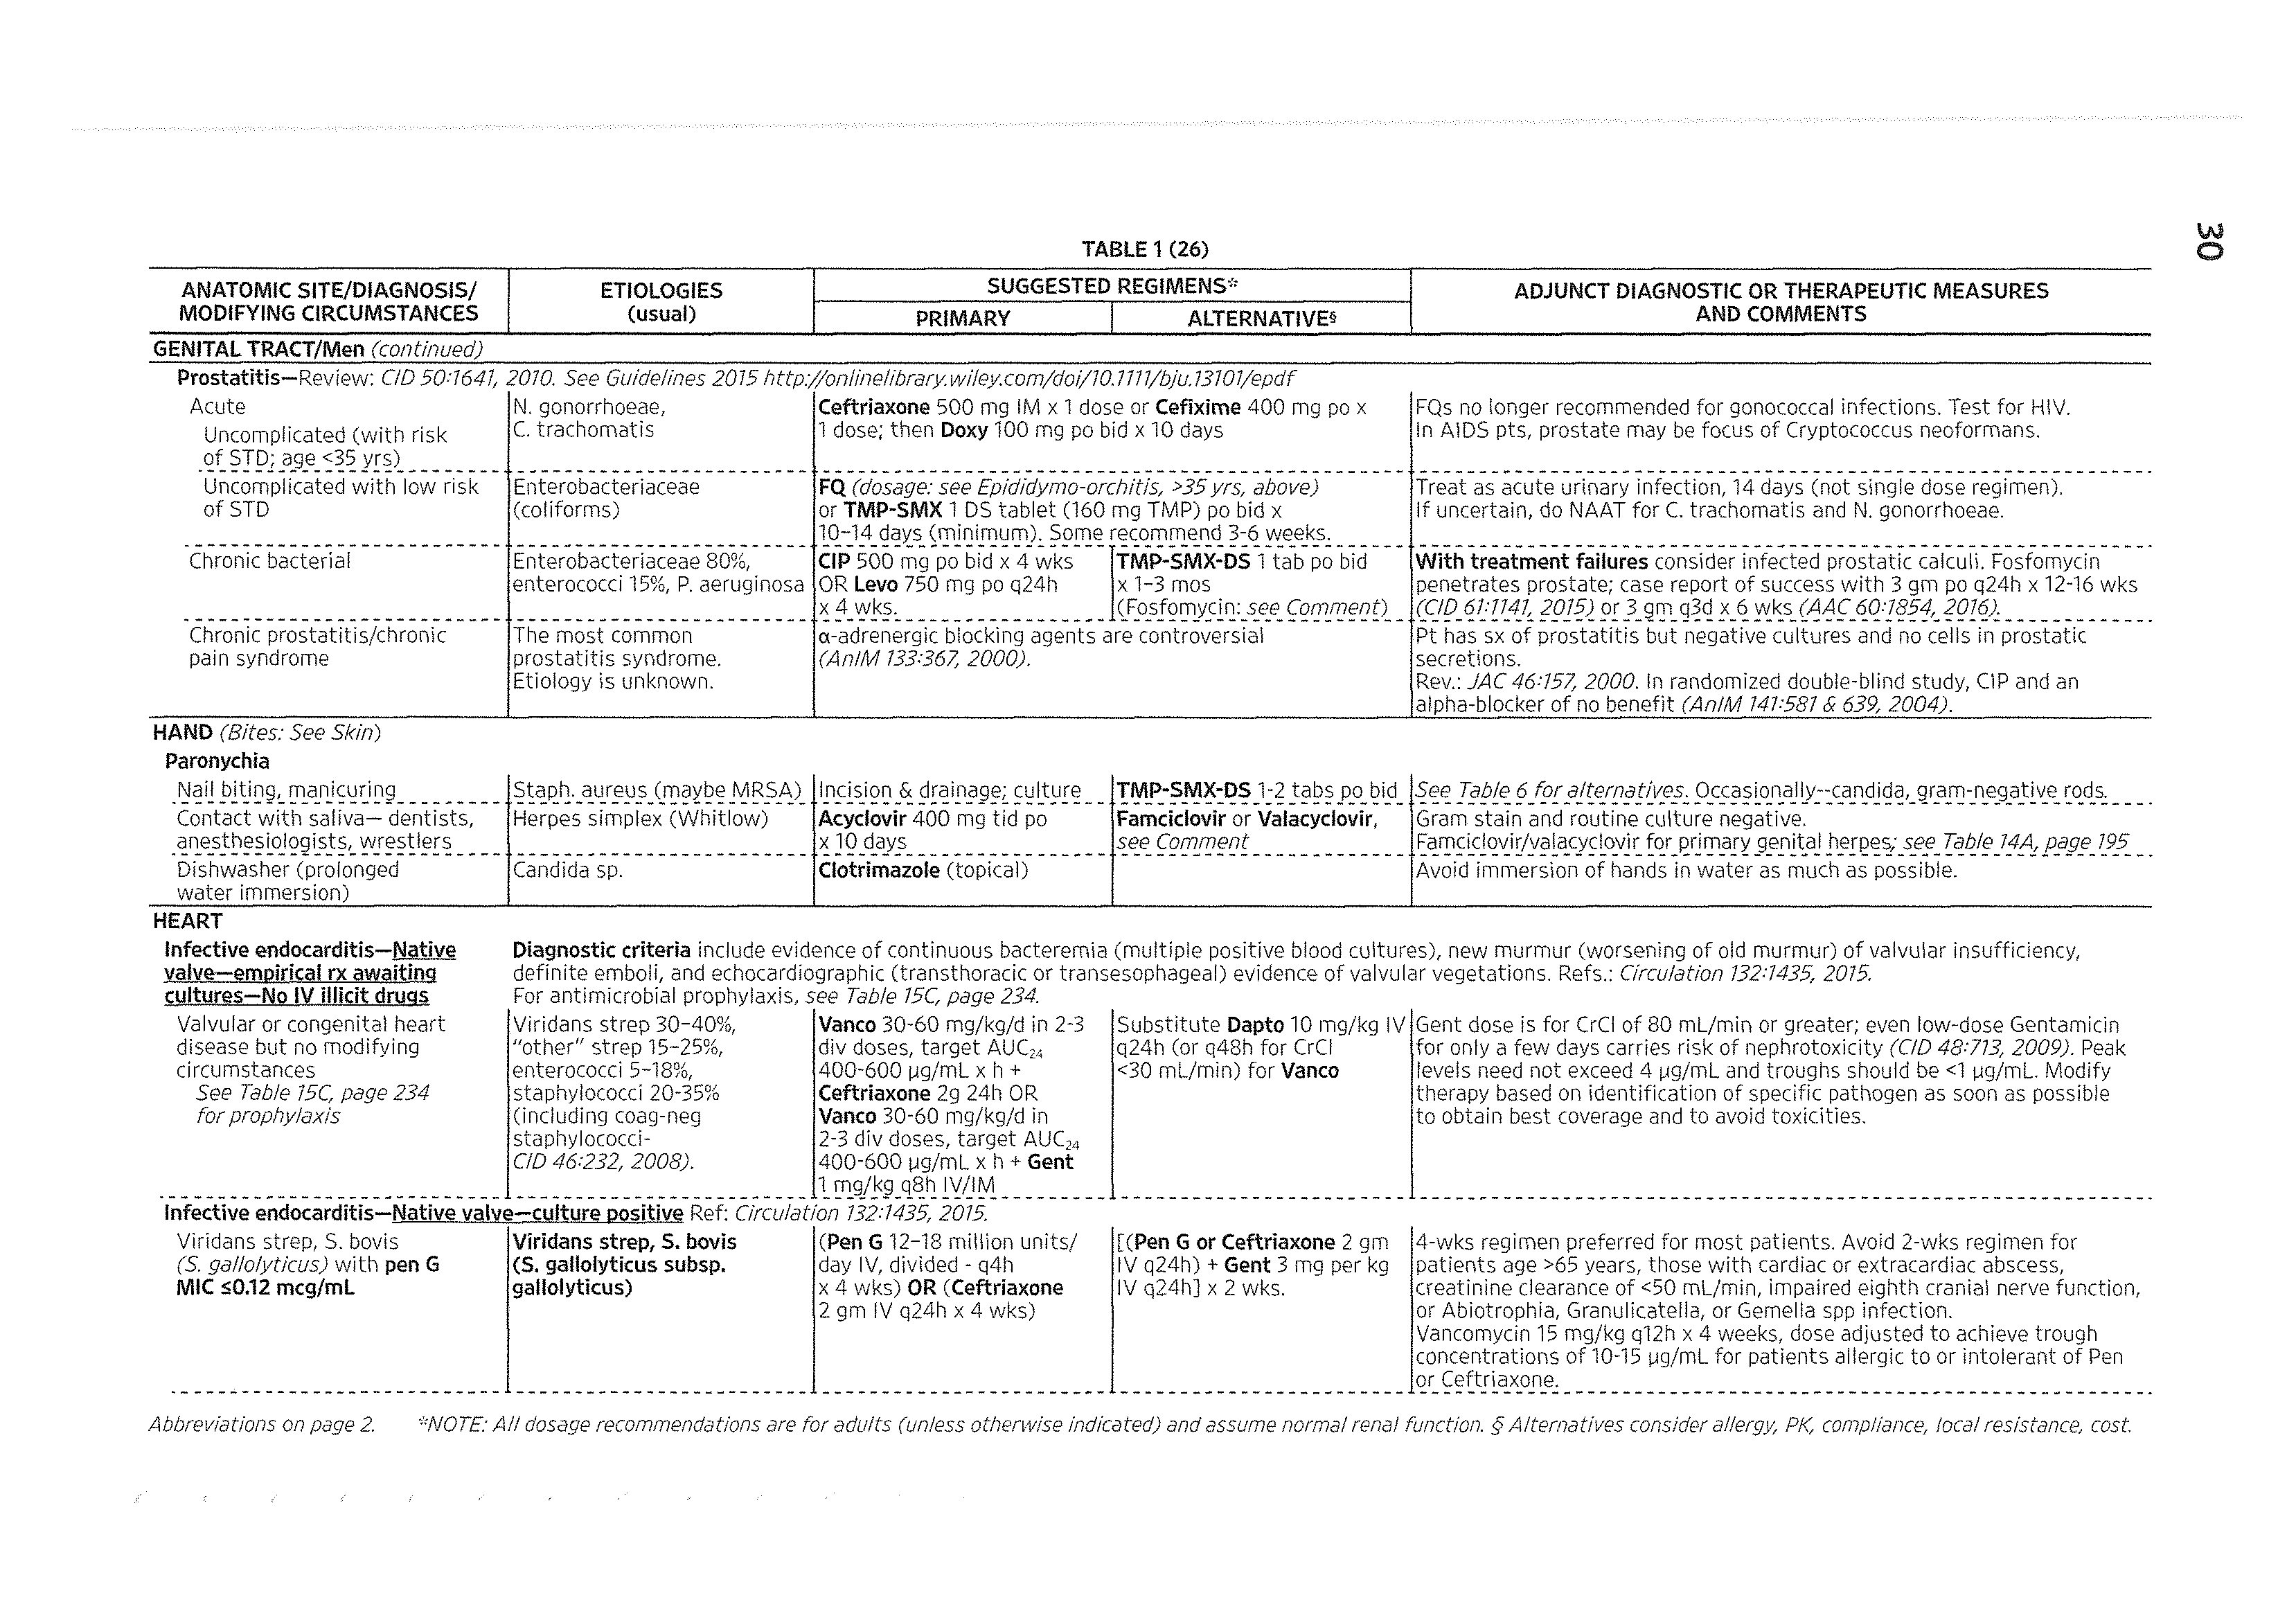 30
TABLE 1 (26)
ANATOMIC SITE/DIAGNOSIS/
MODIFYING CIRCUMSTANCES
ETIOLOGIES
(usual)
SUGGESTED REGIMENS*
PRIMARY
ALTERNATIVE§
ADJUNCT DIAGNOSTIC OR THERAPEUTIC MEASURES
AND COMMENTS
GENITAL TRACT/Men (continued)
Prostatitis—Review: CID 50:1641, 2010. See Guidelines 2015 http://onlinelibrary.wiley.com/doi/10.1111/bju.13101/epdf
Acute
Uncomplicated (with risk
of STD; age <35 yrs)
N. gonorrhoeae,
C. trachomatis
Ceftriaxone 500 mg IM x 1 dose or Cefixime 400 mg po x
1 dose; then Doxy 100 mg po bid x 10 days
FQs no longer recommended for gonococcal infections. Test for HIV.
In AIDS pts, prostate may be focus of Cryptococcus neoformans.
Uncomplicated with low risk
of STD
Enterobacteriaceae
(coliforms)
FQ (dosage: see Epididymo-orchitis, >35 yrs, above)
or TMP-SMX 1 DS tablet (160 mg TMP) po bid x
10–14 days (minimum). Some recommend 3-6 weeks.
Treat as acute urinary infection, 14 days (not single dose regimen).
If uncertain, do NAAT for C. trachomatis and N. gonorrhoeae.
Chronic bacterial
Enterobacteriaceae 80%,
enterococci 15%, P. aeruginosa
CIP 500 mg po bid x 4 wks
OR Levo 750 mg po q24h
x 4 wks.
TMP-SMX-DS 1 tab po bid
x 1–3 mos
(Fosfomycin: see Comment)
With treatment failures consider infected prostatic calculi. Fosfomycin
penetrates prostate; case report of success with 3 gm po q24h x 12-16 wks
(CID 61:1141, 2015) or 3 gm q3d x 6 wks (AAC 60:1854, 2016).
Chronic prostatitis/chronic
pain syndrome
The most common
prostatitis syndrome.
Etiology is unknown.
α-adrenergic blocking agents are controversial
(AnIM 133:367, 2000).
Pt has sx of prostatitis but negative cultures and no cells in prostatic
secretions.
Rev.: JAC 46:157, 2000. In randomized double-blind study, CIP and an
alpha-blocker of no benefit (AnIM 141:581 & 639, 2004).
HAND (Bites: See Skin)
Paronychia
Nail biting, manicuring
Staph. aureus (maybe MRSA)
Incision & drainage; culture
TMP-SMX-DS 1-2 tabs po bid
See Table 6 for alternatives. Occasionally--candida, gram-negative rods.
Contact with saliva— dentists,
anesthesiologists, wrestlers
Herpes simplex (Whitlow)
Acyclovir 400 mg tid po
x 10 days
Famciclovir or Valacyclovir,
see Comment
Gram stain and routine culture negative.
Famciclovir/valacyclovir for primary genital herpes; see Table 14A, page 195
Dishwasher (prolonged
water immersion)
Candida sp.
Clotrimazole (topical)
Avoid immersion of hands in water as much as possible.
HEART
Infective endocarditis—Native
valve—empirical rx awaiting
cultures—No IV illicit drugs
Diagnostic criteria include evidence of continuous bacteremia (multiple positive blood cultures), new murmur (worsening of old murmur) of valvular insufficiency,
definite emboli, and echocardiographic (transthoracic or transesophageal) evidence of valvular vegetations. Refs.: Circulation 132:1435, 2015.
For antimicrobial prophylaxis, see Table 15C, page 234.
Valvular or congenital heart
disease but no modifying
circumstances
See Table 15C, page 234
for prophylaxis
Viridans strep 30–40%,
“other” strep 15–25%,
enterococci 5–18%,
staphylococci 20-35%
(including coag-neg
staphylococci-
CID 46:232, 2008).
Vanco 30-60 mg/kg/d in 2-3
div doses, target AUC24
400-600 µg/mL x h +
Ceftriaxone 2g 24h OR
Vanco 30-60 mg/kg/d in
2-3 div doses, target AUC24
400-600 µg/mL x h + Gent
1 mg/kg q8h IV/IM
Substitute Dapto 10 mg/kg IV
q24h (or q48h for CrCl
<30 mL/min) for Vanco
Gent dose is for CrCl of 80 mL/min or greater; even low-dose Gentamicin
for only a few days carries risk of nephrotoxicity (CID 48:713, 2009). Peak
levels need not exceed 4 µg/mL and troughs should be <1 µg/mL. Modify
therapy based on identification of specific pathogen as soon as possible
to obtain best coverage and to avoid toxicities.
Infective endocarditis—Native valve—culture positive Ref: Circulation 132:1435, 2015.
Viridans strep, S. bovis
(S. gallolyticus) with pen G
MIC ≤0.12 mcg/mL
Viridans strep, S. bovis
(S. gallolyticus subsp.
gallolyticus)
(Pen G 12–18 million units/
day IV, divided - q4h
x 4 wks) OR (Ceftriaxone
2 gm IV q24h x 4 wks)
[(Pen G or Ceftriaxone 2 gm
IV q24h) + Gent 3 mg per kg
IV q24h] x 2 wks.
4-wks regimen preferred for most patients. Avoid 2-wks regimen for
patients age >65 years, those with cardiac or extracardiac abscess,
creatinine clearance of <50 mL/min, impaired eighth cranial nerve function,
or Abiotrophia, Granulicatella, or Gemella spp infection.
Vancomycin 15 mg/kg q12h x 4 weeks, dose adjusted to achieve trough
concentrations of 10-15 µg/mL for patients allergic to or intolerant of Pen
or Ceftriaxone.
Abbreviations on page 2. *NOTE: All dosage recommendations are for adults (unless otherwise indicated) and assume normal renal function. § Alternatives consider allergy, PK, compliance, local resistance, cost.